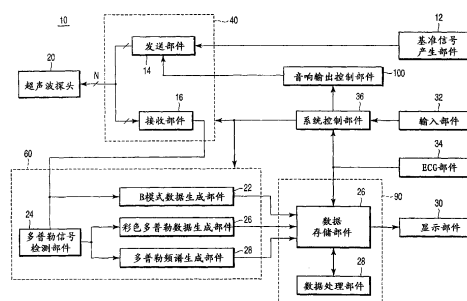 10
40
12
发送部件
基准信号
产生部件
14
20
N
超声波探头
音响输出控制部件
100
16
接收部件
36
系统控制部件
32
输入部件
34
ECG部件
60
22
B模式数据生成部件
26
90
24
多普勒信号
检测部件
26
彩色多普勒数据生成部件
数据
存储部件
30
显示部件
28
多普勒频谱生成部件
28
数据处理部件